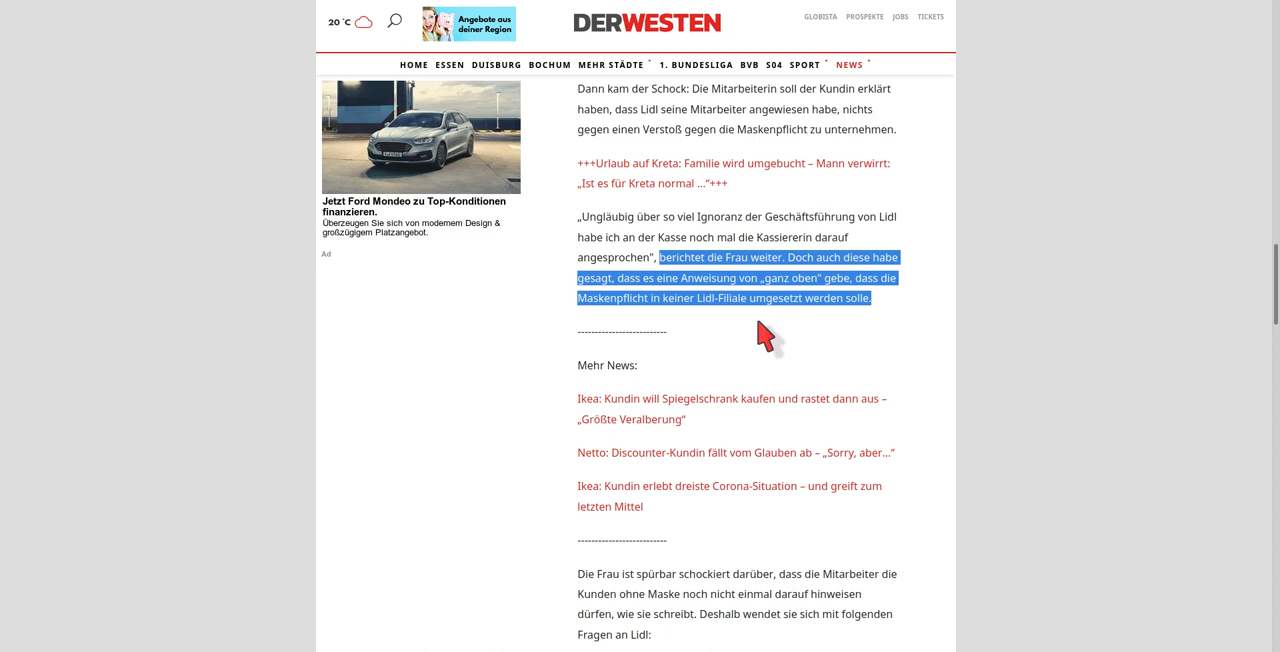 20 °C
Angebote aus
deiner Region
DERWESTEN
GLOBISTA PROSPEKTE JOBS TICKETS
HOME ESSEN DUISBURG BOCHUM MEHR STÄDTE 1. BUNDESLIGA BVB S04 SPORT NEWS
Dann kam der Schock: Die Mitarbeiterin soll der Kundin erklärt
haben, dass Lidl seine Mitarbeiter angewiesen habe, nichts
gegen einen Verstoß gegen die Maskenpflicht zu unternehmen.
+++Urlaub auf Kreta: Familie wird umgebucht – Mann verwirrt:
„Ist es für Kreta normal ...“+++
Jetzt Ford Mondeo zu Top-Konditionen
finanzieren.
Überzeugen Sie sich von modernem Design &
großzügigem Platzangebot.
Ad
„Ungläubig über so viel Ignoranz der Geschäftsführung von Lidl
habe ich an der Kasse noch mal die Kassiererin darauf
angesprochen", berichtet die Frau weiter. Doch auch diese habe
gesagt, dass es eine Anweisung von „ganz oben" gebe, dass die
Maskenpflicht in keiner Lidl-Filiale umgesetzt werden solle.
--------------------------
Mehr News:
Ikea: Kundin will Spiegelschrank kaufen und rastet dann aus –
„Größte Veralberung“
Netto: Discounter-Kundin fällt vom Glauben ab – „Sorry, aber...“
Ikea: Kundin erlebt dreiste Corona-Situation – und greift zum
letzten Mittel
--------------------------
Die Frau ist spürbar schockiert darüber, dass die Mitarbeiter die
Kunden ohne Maske noch nicht einmal darauf hinweisen
dürfen, wie sie schreibt. Deshalb wendet sie sich mit folgenden
Fragen an Lidl: